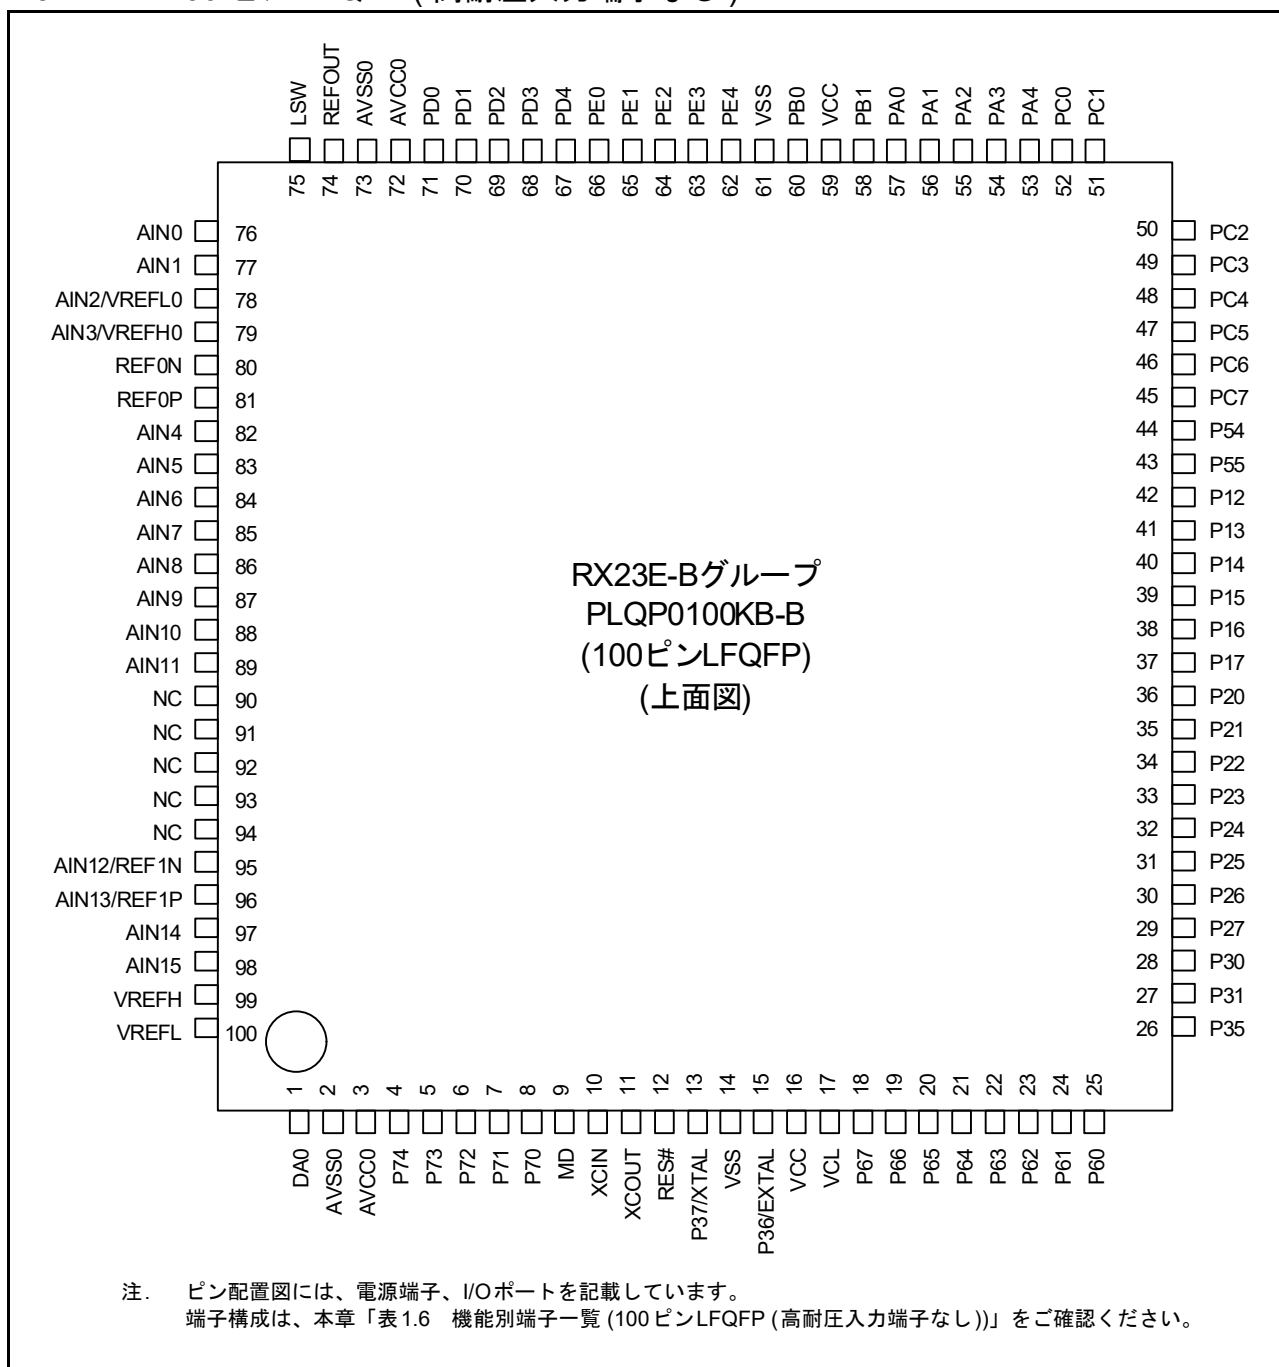 LSW
REFOUT
AVSS0
AVCC0
PD0
PD1
PD2
PD3
PD4
PE0
PE1
PE2
PE3
PE4
VSS
PB0
VCC
PB1
PA0
PA1
PA2
PA3
PA4
PC0
PC1
75
74
73
72
71
70
69
68
67
66
65
64
63
62
61
60
59
58
57
56
55
54
53
52
51
AIN0 76
AIN1 77
AIN2/VREFL0 78
AIN3/VREFH0 79
REF0N 80
REF0P 81
AIN4 82
AIN5 83
AIN6 84
AIN7 85
AIN8 86
AIN9 87
AIN10 88
AIN11 89
NC 90
NC 91
NC 92
NC 93
NC 94
AIN12/REF1N 95
AIN13/REF1P 96
AIN14 97
AIN15 98
VREFH 99
VREFL 100
RX23E-Bグループ
PLQP0100KB-B
(100ピンLFQFP)
(上面図)
50 PC2
49 PC3
48 PC4
47 PC5
46 PC6
45 PC7
44 P54
43 P55
42 P12
41 P13
40 P14
39 P15
38 P16
37 P17
36 P20
35 P21
34 P22
33 P23
32 P24
31 P25
30 P26
29 P27
28 P30
27 P31
26 P35
1
2
3
4
5
6
7
8
9
10
11
12
13
14
15
16
17
18
19
20
21
22
23
24
25
DA0
AVSS0
AVCC0
P74
P73
P72
P71
P70
MD
XCIN
XCOUT
RES#
P37/XTAL
VSS
P36/EXTAL
VCC
VCL
P67
P66
P65
P64
P63
P62
P61
P60
注. ピン配置図には、電源端子、I/Oポートを記載しています。
端子構成は、本章「表1.6 機能別端子一覧 (100ピンLFQFP (高耐圧入力端子なし))」をご確認ください。